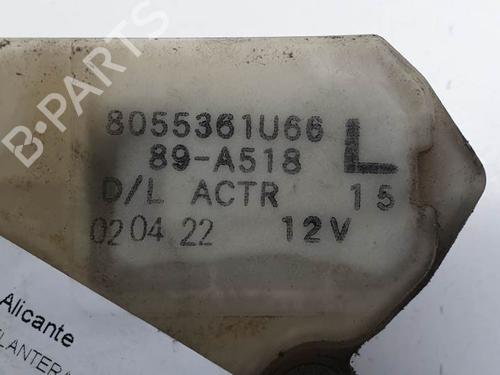 B-PARTS
8055361U66
89-A518
L
D/L ACTR 15
02 04 22 12V
Alicante